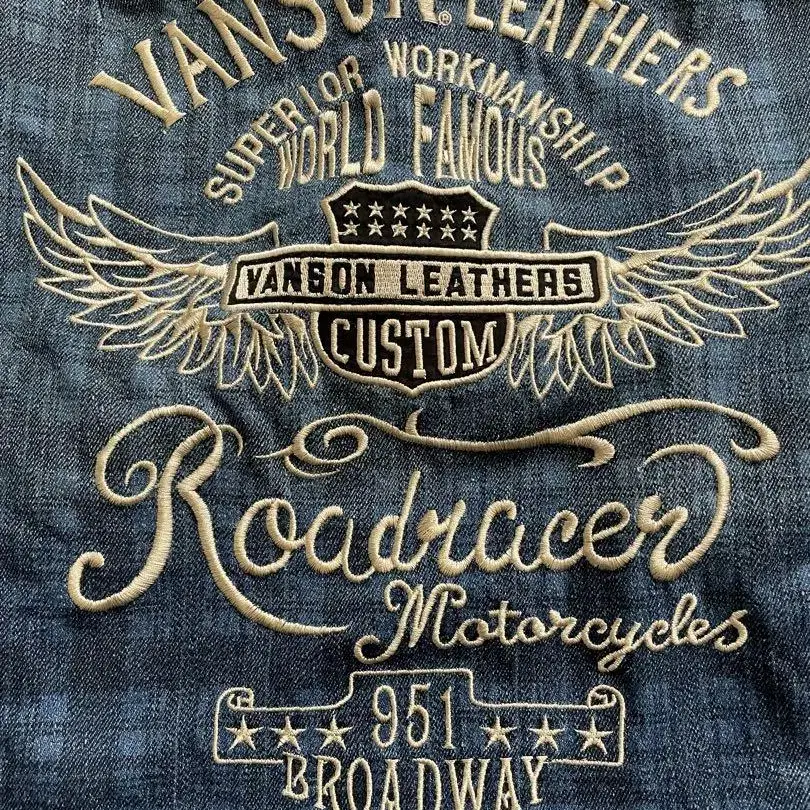 VANSON® LEATHERS
SUPERIOR WORKMANSHIP
WORLD FAMOUS
VANSON LEATHERS
CUSTOM
Roadracer
Motorcycles
951
BROADWAY